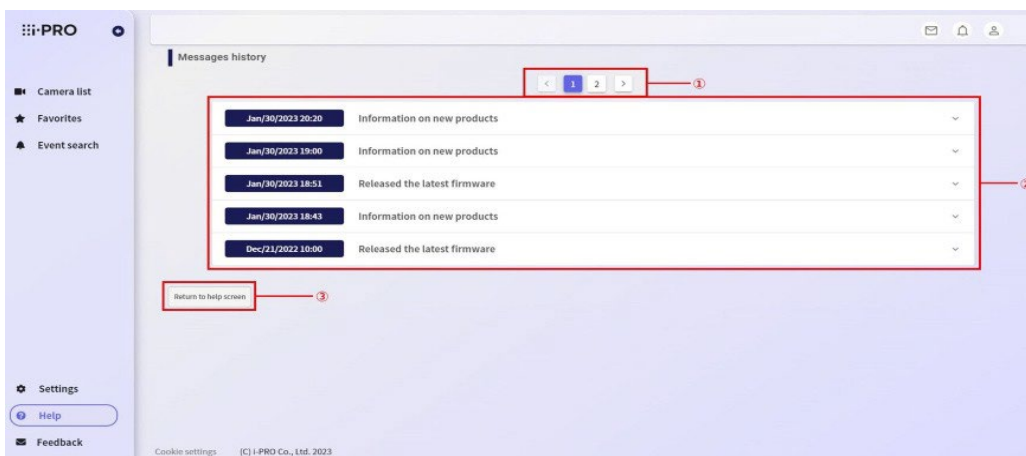 i-PRO
Messages history
< 1 2 > ①
Camera list
Favorites
Event search
Jan/30/2023 20:20 Information on new products
Jan/30/2023 19:00 Information on new products
Jan/30/2023 18:51 Released the latest firmware
Jan/30/2023 18:43 Information on new products
Dec/21/2022 10:00 Released the latest firmware
Return to help screen ③
Settings
Help
Feedback
Cookie settings (C) i-PRO Co., Ltd. 2023